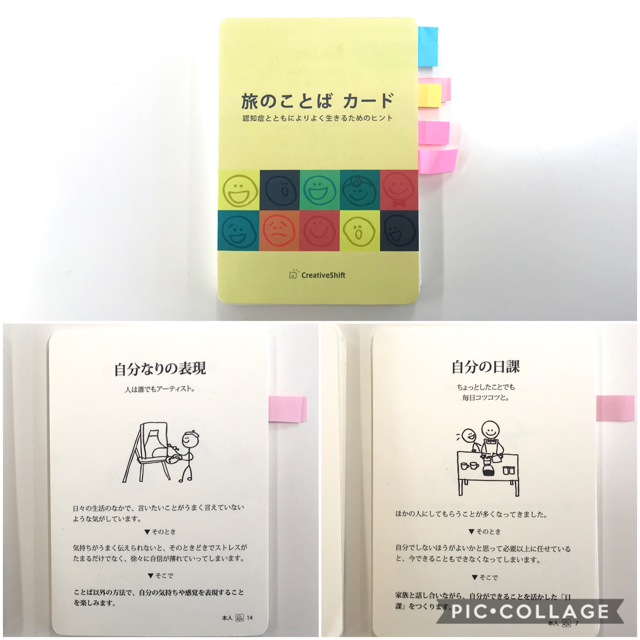 旅のことば カード
認知症とともによりよく生きるためのヒント
CreativeShift
自分なりの表現
人は誰でもアーティスト。
日々の生活のなかで、言いたいことがうまく言えていない
ような気がしています。
▼そのとき
気持ちがうまく伝えられないと、そのときどきでストレスが
たまるだけでなく、徐々に自信が薄れていってしまいます。
▼そこで
ことば以外の方法で、自分の気持ちや感覚を表現すること
を楽しみます。
本人 14
自分の日課
ちょっとしたことでも
毎日コツコツと。
ほかの人にしてもらうことが多くなってきました。
▼そのとき
自分でしないほうがよいかと思って必要以上に任せている
と、今できることもできなくなってしまいます。
▼そこで
家族と話し合いながら、自分ができることを活かした「日
課」をつくります。
本人 7
PIC•COLLAGE